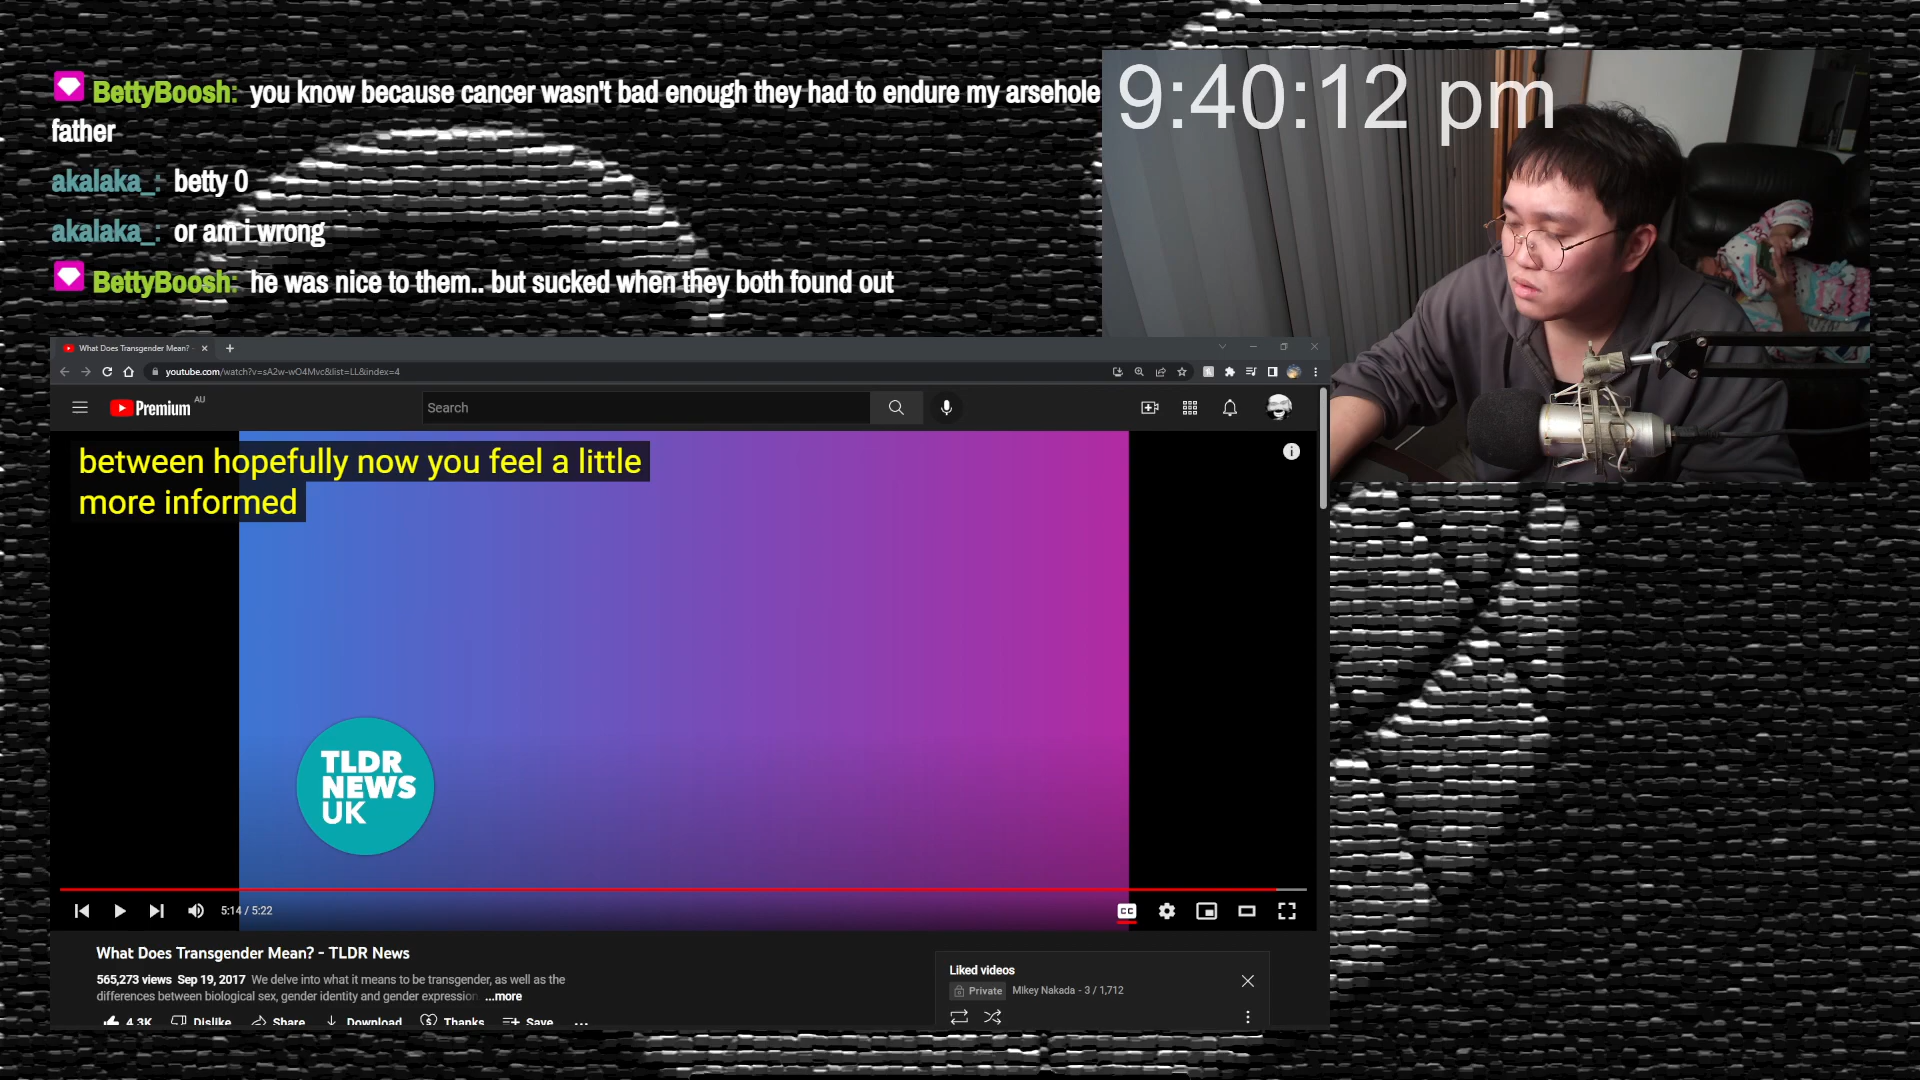 BettyBoosh: you know because cancer wasn't bad enough they had to endure my arsehole
father
akalaka_: betty 0
akalaka_: or am i wrong
BettyBoosh: he was nice to them.. but sucked when they both found out
9:40:12 pm
What Does Transgender Mean? -
youtube.com/watch?v=sA2w-wO4Mvc&list=LL&index=4
Premium AU
Search
between hopefully now you feel a little
more informed
TLDR
NEWS
UK
5:14 / 5:22
CC
What Does Transgender Mean? - TLDR News
565,273 views Sep 19, 2017 We delve into what it means to be transgender, as well as the
differences between biological sex, gender identity and gender expression ...more
4.3K Dislike Share Download Thanks Save ...
Liked videos
Private Mikey Nakada - 3 / 1,712